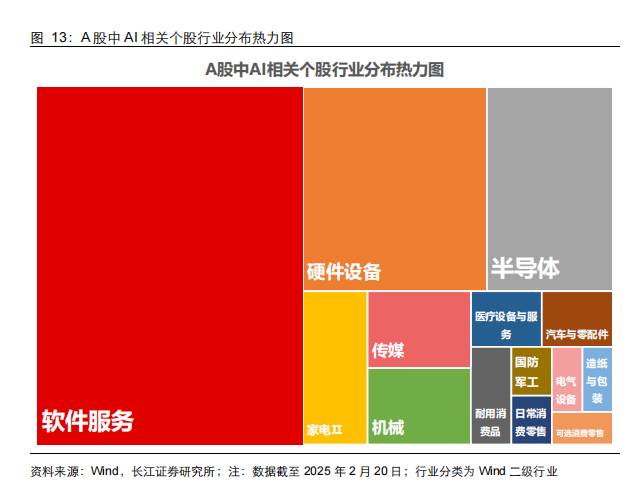 图 13：A 股中 AI 相关个股行业分布热力图
A股中AI相关个股行业分布热力图
软件服务
硬件设备
半导体
家电Ⅱ
传媒
机械
医疗设备与服
务
汽车与零配件
耐用消
费品
国防
军工
日常消
费零售
电气
设备
造纸
与包
装
可选消费零售
资料来源：Wind，长江证券研究所；注：数据截至 2025 年 2 月 20 日；行业分类为 Wind 二级行业